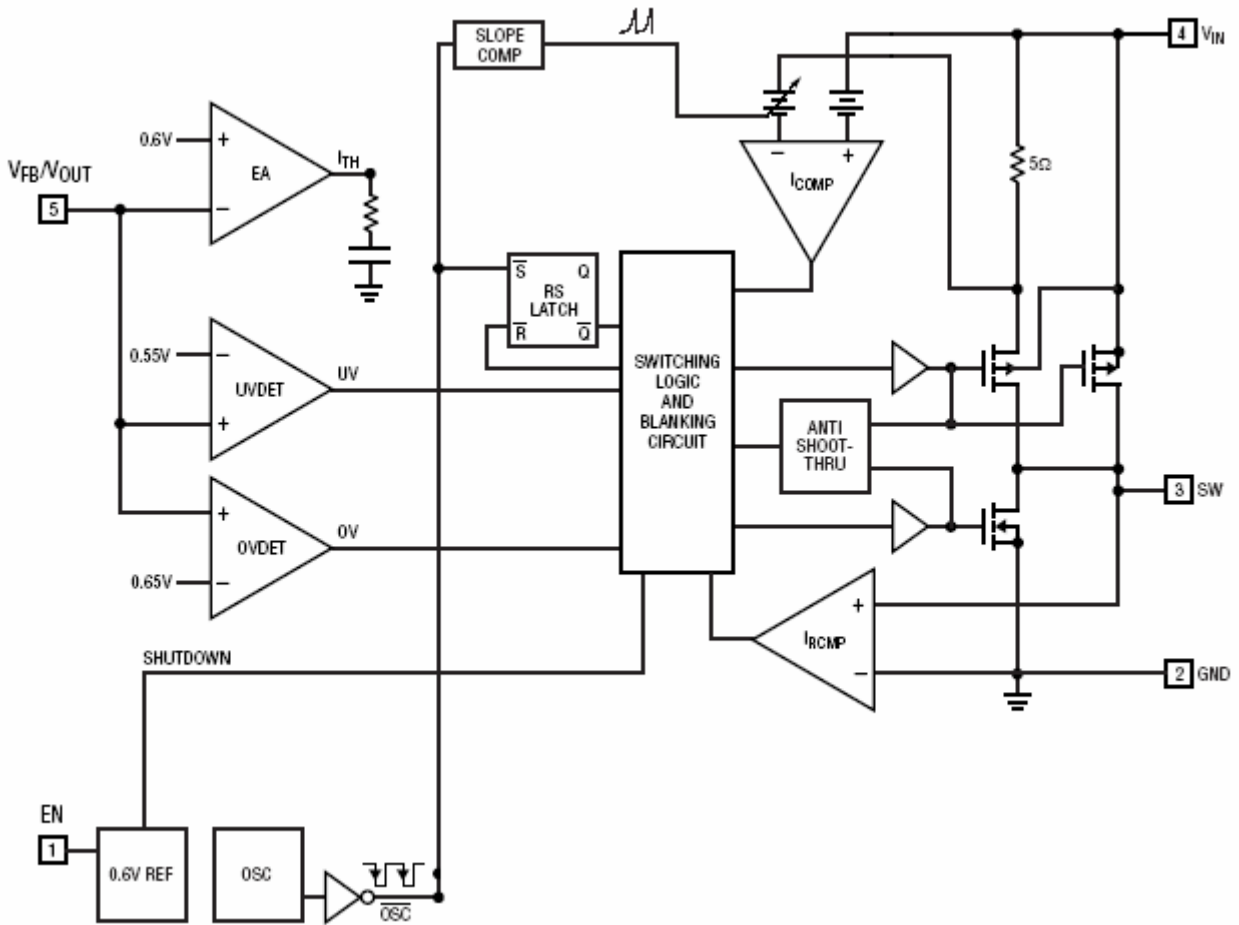 SLOPE
COMP
4 VIN
0.6V
+
EA
−
ITH
VFB/VOUT
5
− +
ICOMP
5Ω
S Q
RS
LATCH
R Q
0.55V
−
UVDET
+
UV
SWITCHING
LOGIC
AND
BLANKING
CIRCUIT
ANTI
SHOOT-
THRU
3 SW
+
OVDET
−
OV
0.65V
+
IRCMP
−
SHUTDOWN
2 GND
EN
1
0.6V REF
OSC
OSC